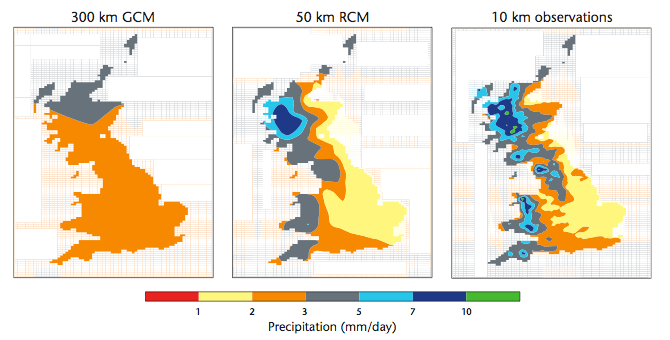 300 km GCM 50 km RCM 10 km observations
1 2 3 5 7 10
Precipitation (mm/day)